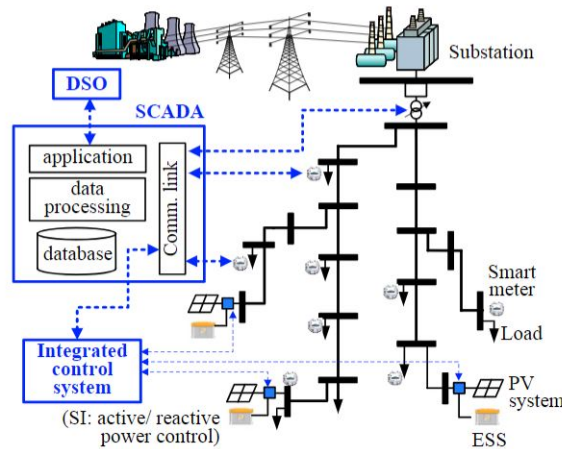 Substation
DSO
SCADA
application
data
processing
database
Comm. link
Smart
meter
Load
Integrated
control
system
PV
system
(SI: active/ reactive
power control)
ESS